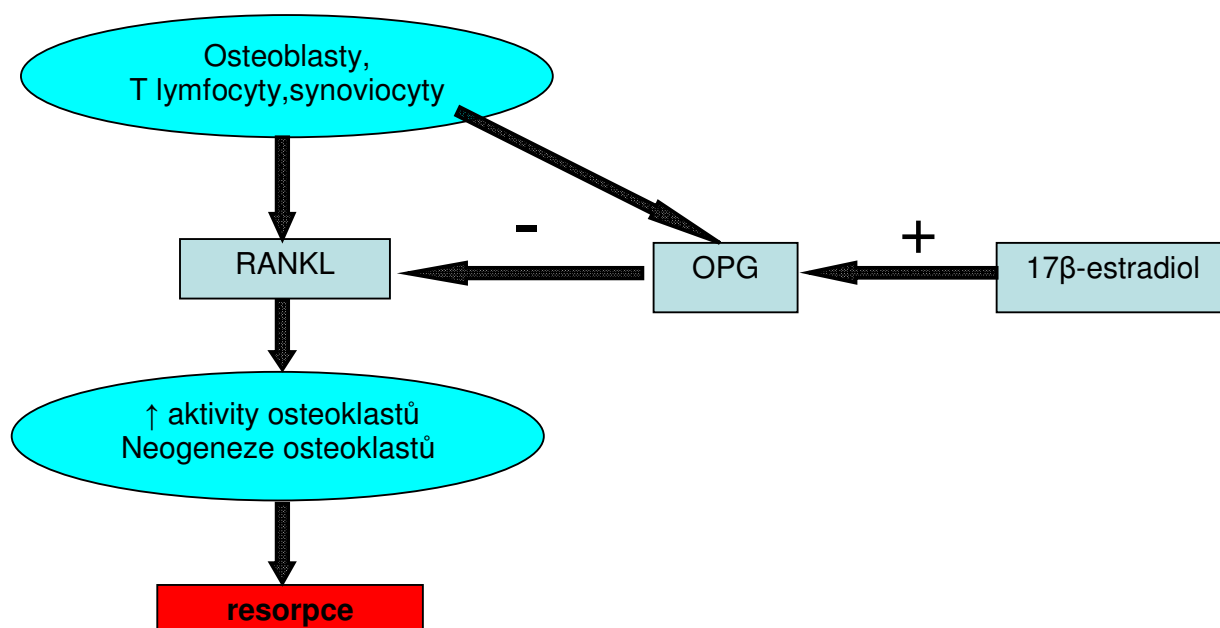 Osteoblasty,
T lymfocyty,synoviocyty
-
+
RANKL
OPG
17β-estradiol
↑ aktivity osteoklastů
Neogeneze osteoklastů
resorpce